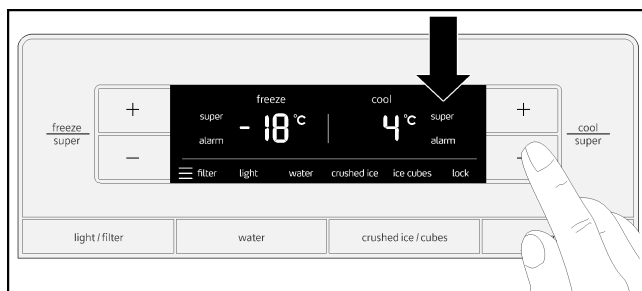 freeze cool
super super
+ - 18 °C 4 °C +
freeze
super
cool
super
alarm alarm
− −
filter light water crushed ice ice cubes lock
light / filter water crushed ice / cubes